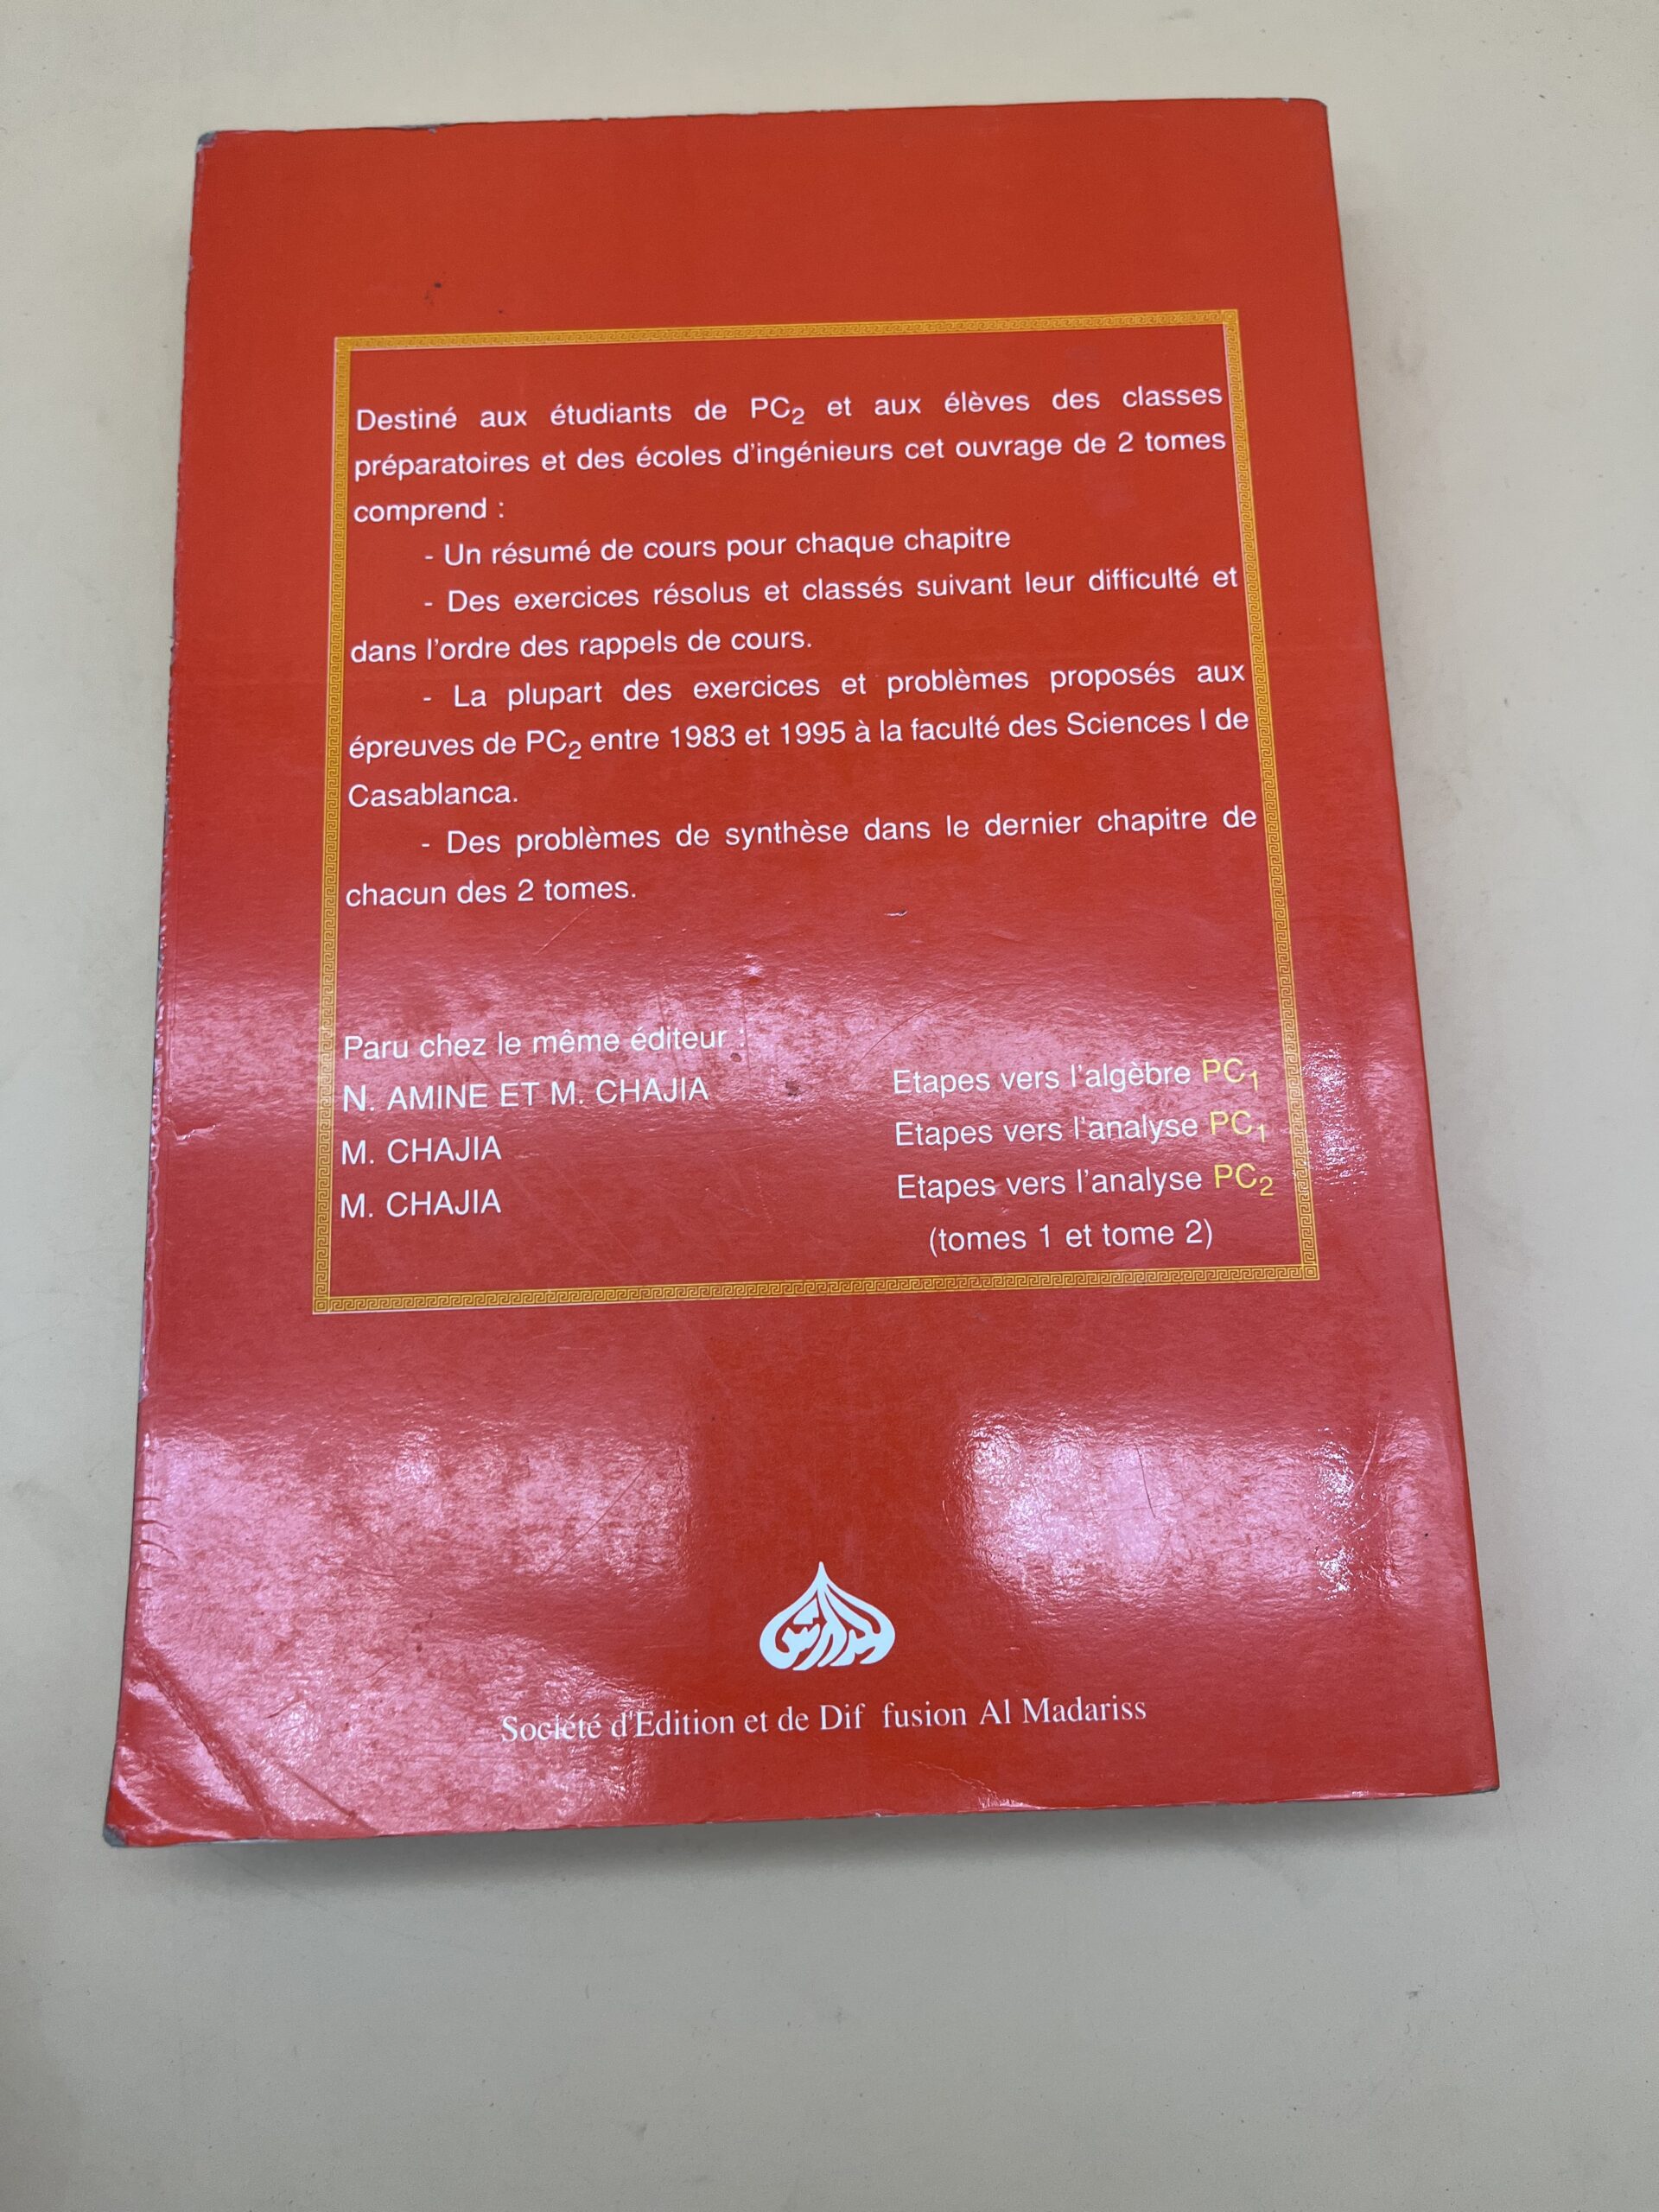 Destiné aux étudiants de PC2 et aux élèves des classes
préparatoires et des écoles d'ingénieurs cet ouvrage de 2 tomes
comprend :
- Un résumé de cours pour chaque chapitre
- Des exercices résolus et classés suivant leur difficulté et
dans l'ordre des rappels de cours.
- La plupart des exercices et problèmes proposés aux
épreuves de PC2 entre 1983 et 1995 à la faculté des Sciences I de
Casablanca.
- Des problèmes de synthèse dans le dernier chapitre de
chacun des 2 tomes.
Paru chez le même éditeur :
N. AMINE ET M. CHAJIA Etapes vers l'algèbre PC1
M. CHAJIA Etapes vers l'analyse PC1
M. CHAJIA Etapes vers l'analyse PC2
(tomes 1 et tome 2)
المدارس
Société d'Edition et de Dif fusion Al Madariss